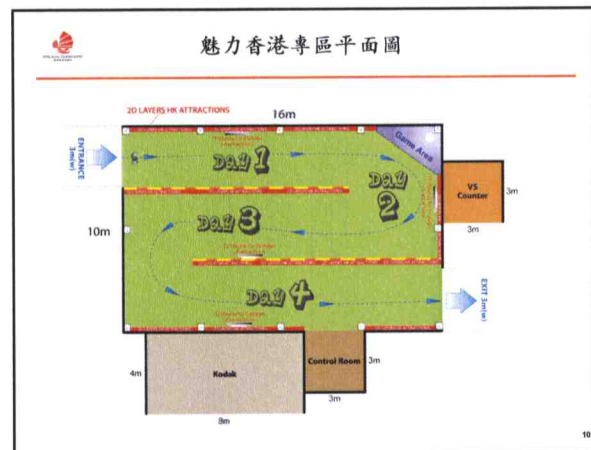 魅力香港專區平面圖
2D LAYERS HK ATTRACTIONS
16m
ENTRANCE
3m(w)
DAY 1
Game Area
DAY 2
VS
Counter
3m
3m
10m
DAY 3
DAY 4
EXIT 3m(w)
4m
Kodak
8m
Control Room
3m
3m
10